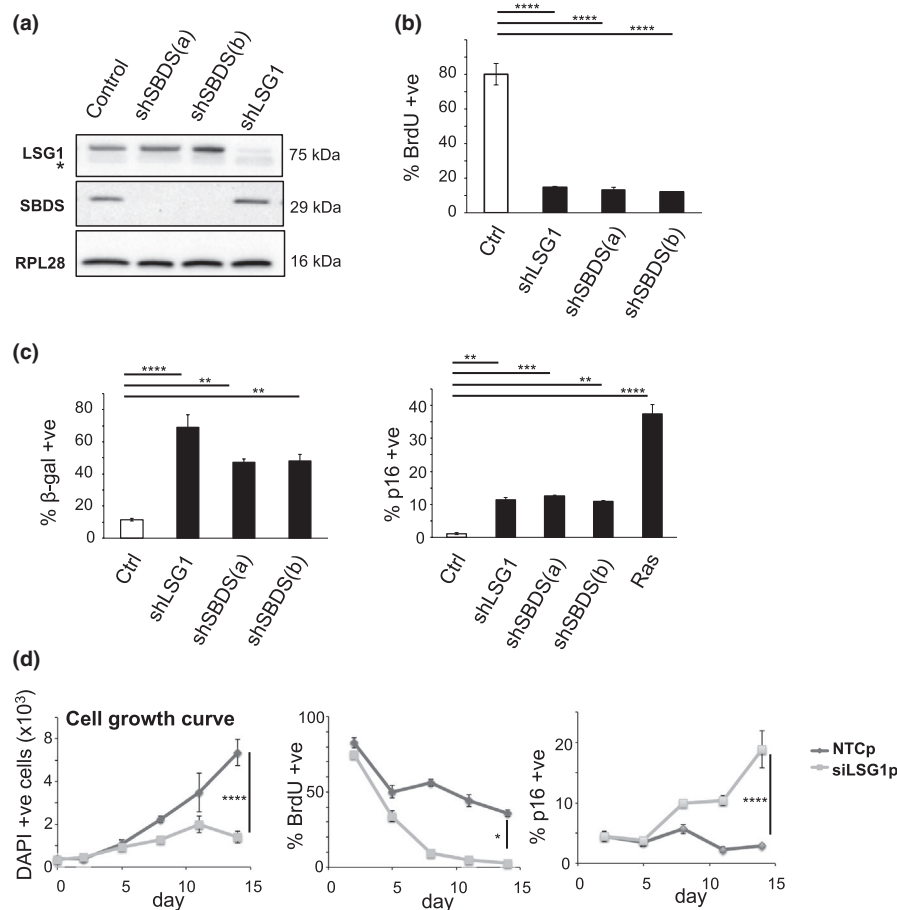 (a)
Control
shSBDS(a)
shSBDS(b)
shLSG1
LSG1
*
75 kDa
SBDS
29 kDa
RPL28
16 kDa
(b)
****
****
****
% BrdU +ve
80
60
40
20
0
Ctrl
shLSG1
shSBDS(a)
shSBDS(b)
(c)
****
**
**
% β-gal +ve
80
60
40
20
0
Ctrl
shLSG1
shSBDS(a)
shSBDS(b)
**
***
**
****
% p16 +ve
40
30
20
10
0
Ctrl
shLSG1
shSBDS(a)
shSBDS(b)
Ras
(d)
Cell growth curve
DAPI +ve cells (x10³)
8
6
4
2
0
****
0 5 10 15
day
% BrdU +ve
100
50
0
*
0 5 10 15
day
% p16 +ve
20
10
0
****
0 5 10 15
day
NTCp
siLSG1p